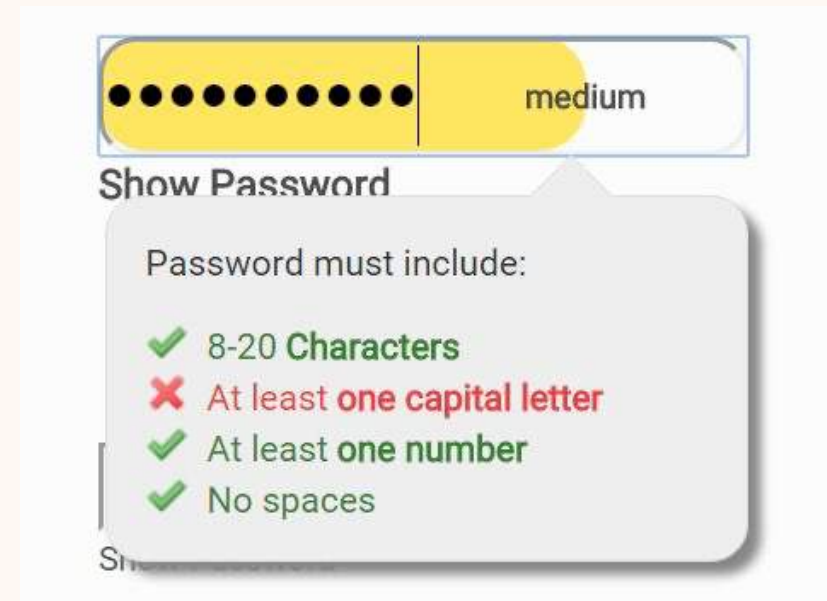 medium
Show Password
Password must include:
8-20 Characters
At least one capital letter
At least one number
No spaces